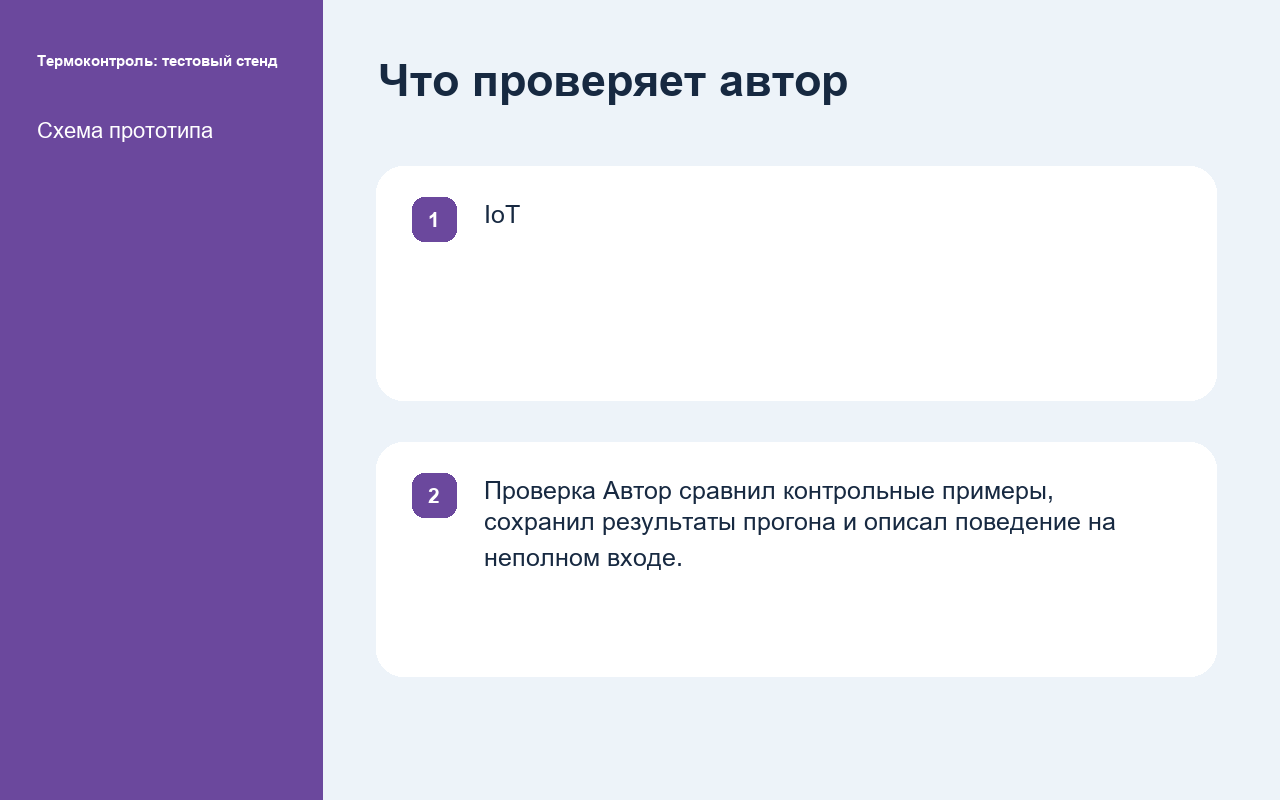 Термоконтроль: тестовый стенд
Схема прототипа
Что проверяет автор
1
IoT
2
Проверка Автор сравнил контрольные примеры,
сохранил результаты прогона и описал поведение на
неполном входе.